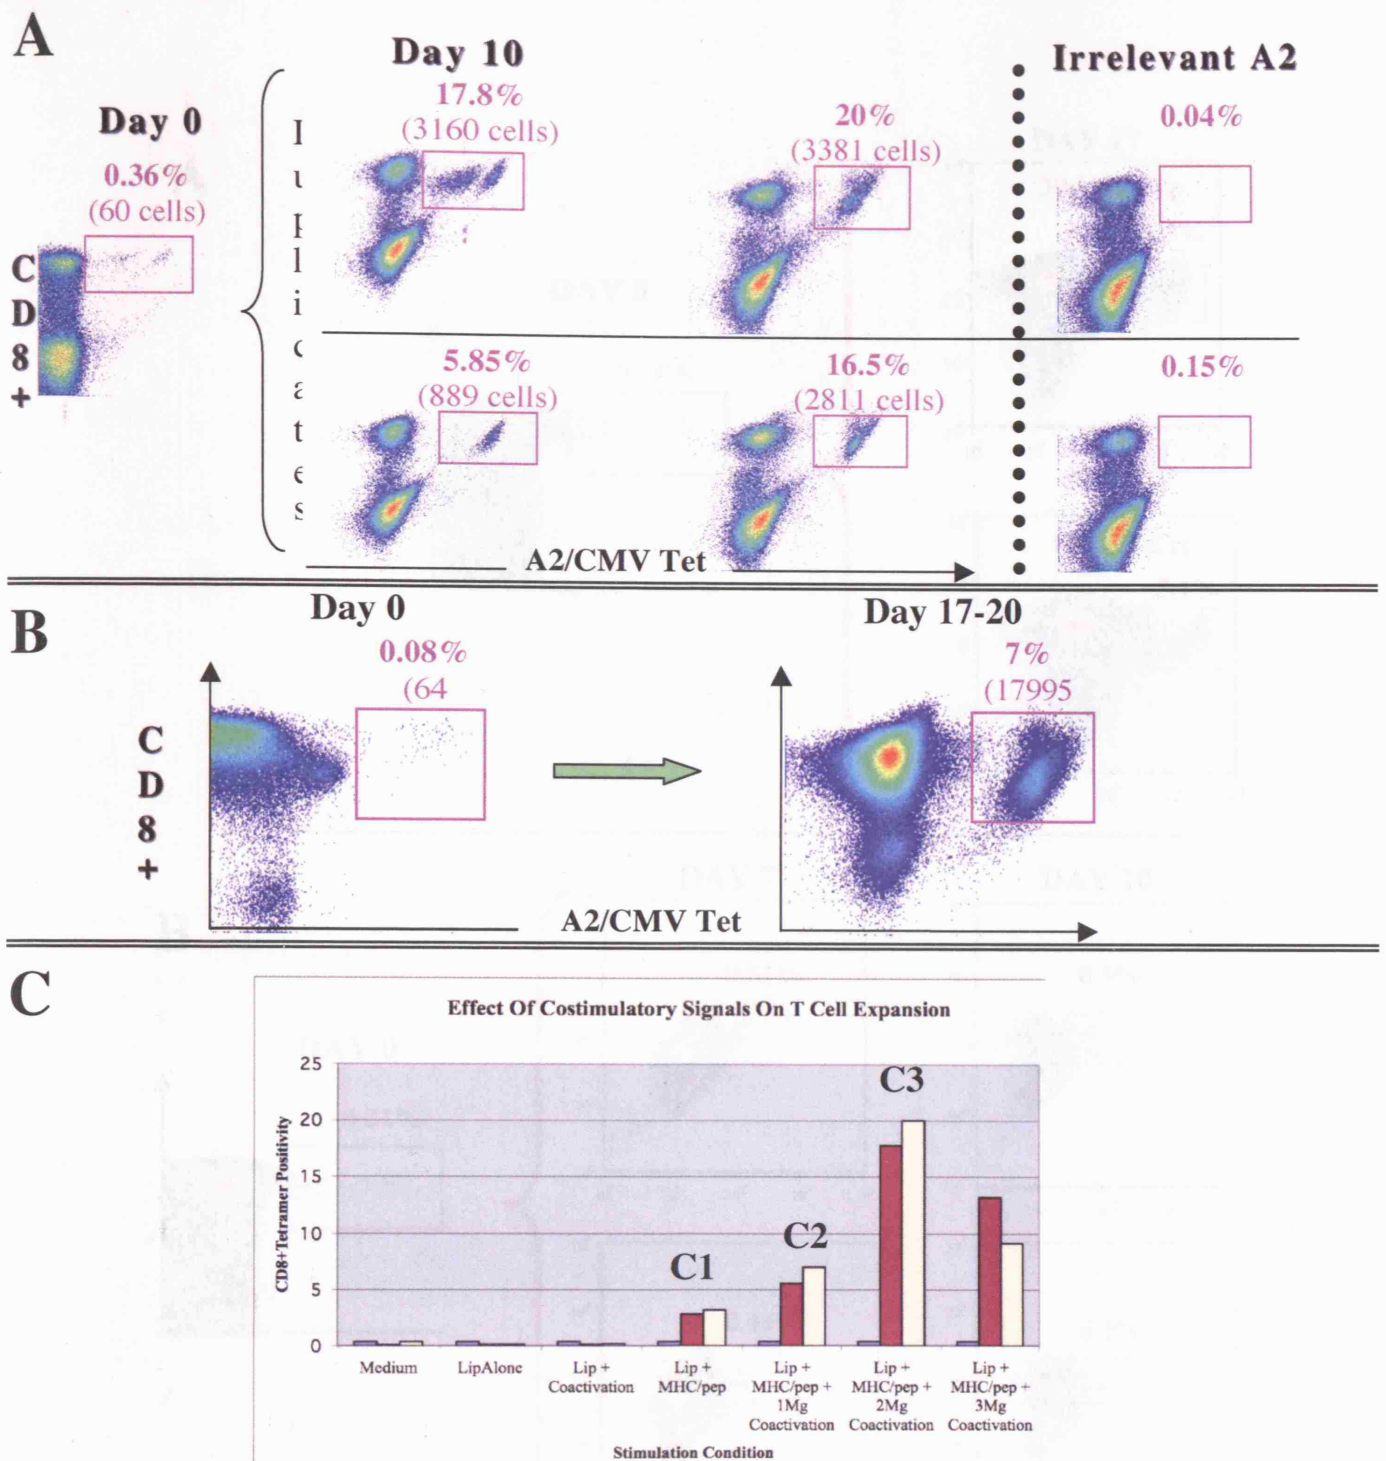 A
Day 10
Irrelevant A2
Day 0
17.8%
(3160 cells)
20%
(3381 cells)
0.04%
0.36%
(60 cells)
CD8+
5.85%
(889 cells)
16.5%
(2811 cells)
0.15%
A2/CMV Tet
B
Day 0
Day 17-20
0.08%
(64
7%
(17995
CD8+
A2/CMV Tet
C
Effect Of Costimulatory Signals On T Cell Expansion
CD8+Tetramer Positivity
25
20
15
10
5
0
C1
C2
C3
Medium
LipAlone
Lip +
Coactivation
Lip +
MHC/pep
Lip +
MHC/pep +
1Mg
Coactivation
Lip +
MHC/pep +
2Mg
Coactivation
Lip +
MHC/pep +
3Mg
Coactivation
Stimulation Condition